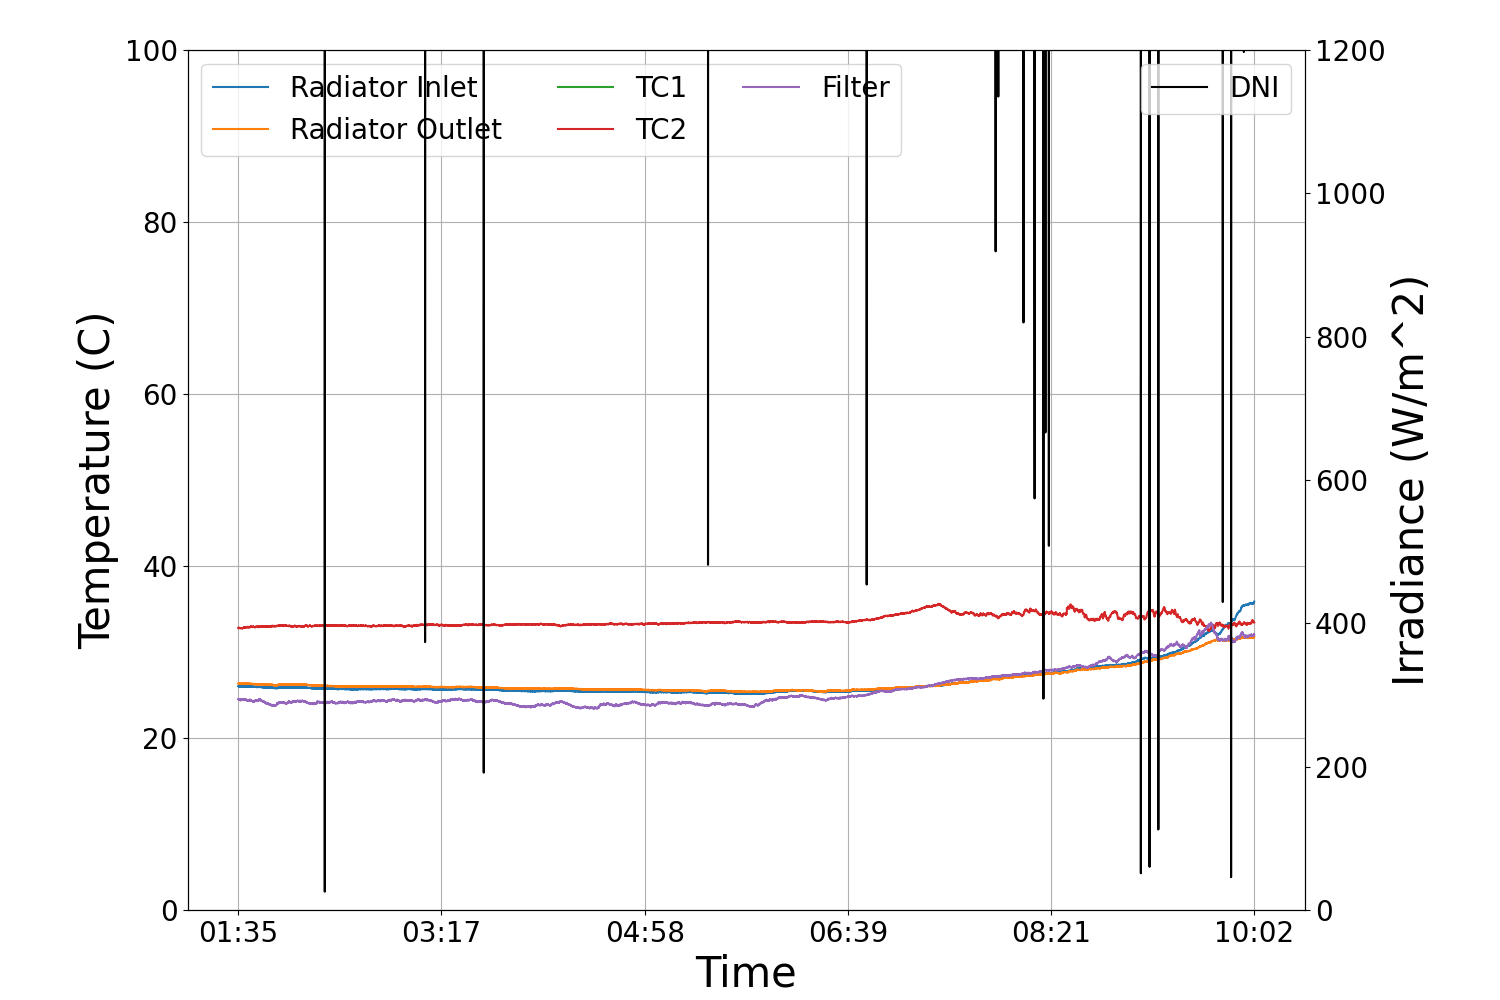 Radiator Inlet
Radiator Outlet
TC1
TC2
Filter
DNI
Temperature (C)
100
80
60
40
20
0
1200
1000
800
600
400
200
0
Irradiance (W/m^2)
01:35 03:17 04:58 06:39 08:21 10:02
Time